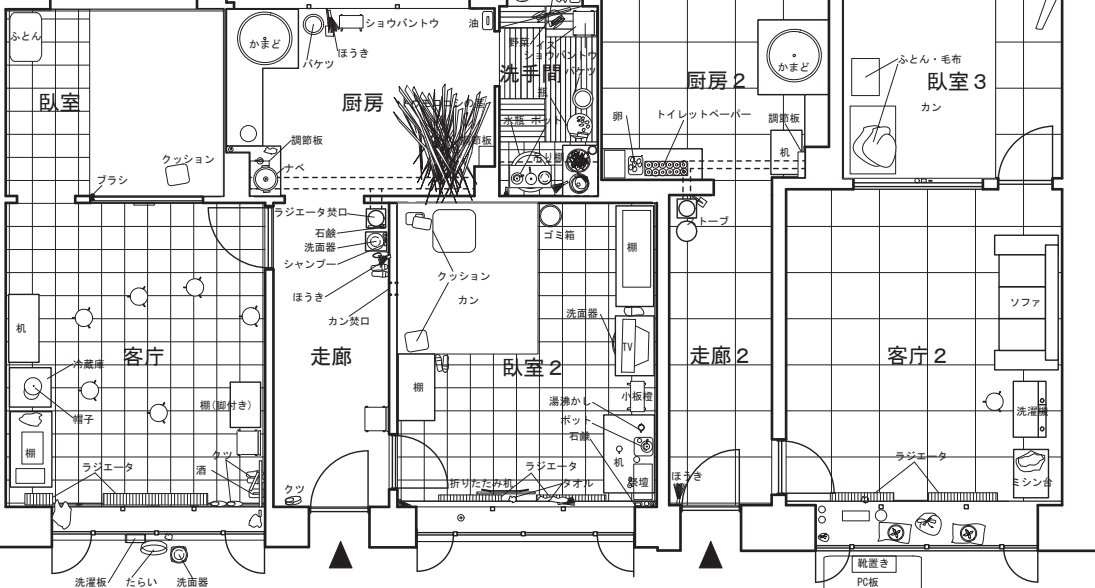 ふとん
臥室
クッション
ブラシ
かまど
バケツ
ほうき
ショウバントウ
油
厨房
調節板
ナベ
野菜
イス
ショウバントウ
洗手間
バケツ
水瓶
ポット
かまど
厨房2
卵
トイレットペーパー
調節板
机
ふとん・毛布
臥室3
カン
ラジエータ焚口
石鹸
洗面器
シャンプー
ほうき
カン焚口
走廊
クツ
机
客庁
冷蔵庫
帽子
棚
棚(脚付き)
クツ
酒
ラジエータ
洗濯板
たらい
洗面器
クッション
カン
ゴミ箱
棚
洗面器
TV
臥室2
棚
小板橙
湯沸かし
ポット
石鹸
机
祭壇
ラジエータ
折りたたみ机
タオル
トーブ
走廊2
ほうき
客庁2
ソファ
洗濯機
ラジエータ
ミシン台
靴置き
PC板